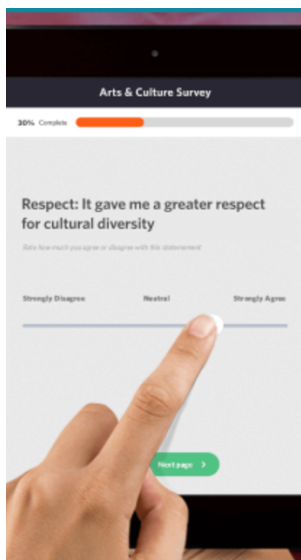 Arts & Culture Survey
30% Complete
Respect: It gave me a greater respect
for cultural diversity
Rate how much you agree or disagree with this statement
Strongly Disagree Neutral Strongly Agree
Next page